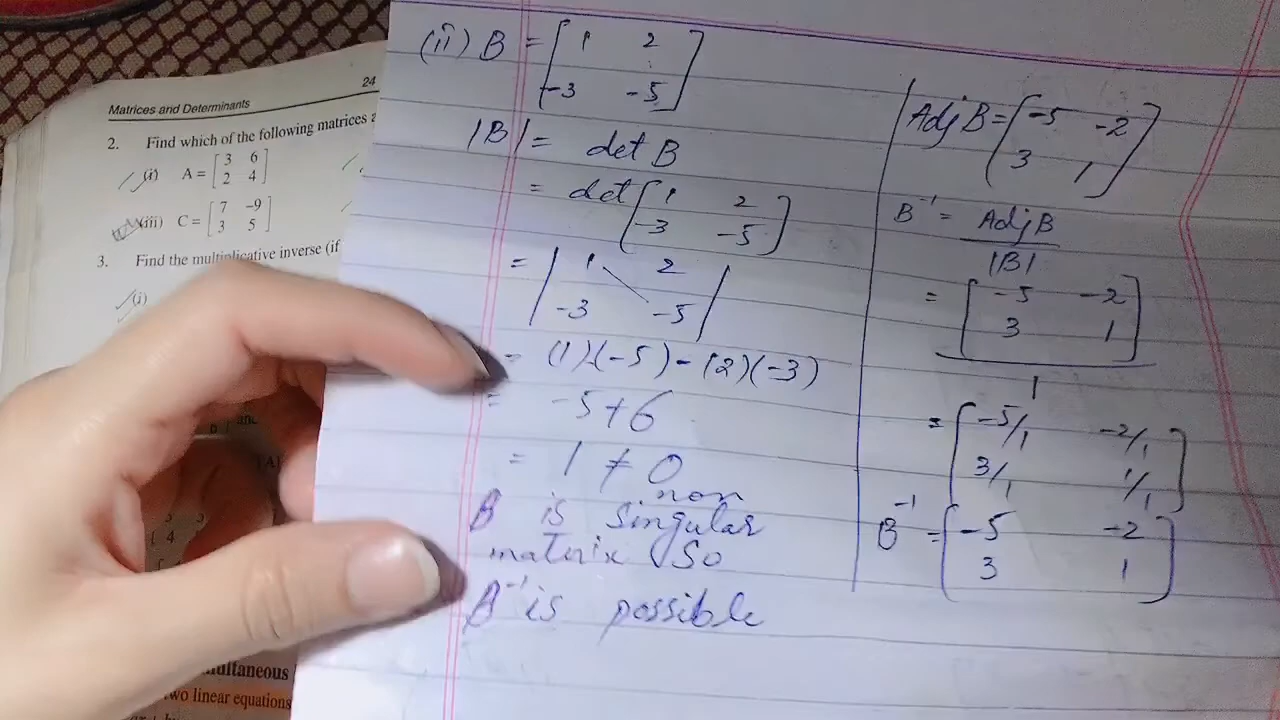 24
Matrices and Determinants
2. Find which of the following matrices
(i) A = [3 6
2 4]
(iii) C = [7 -9
3 5]
3. Find the multiplicative inverse (if
(i)
and
ultaneous
two linear equations
(ii) B = [1 2
-3 -5]
|B| = det B
= det [1 2
-3 -5]
= |1 2
-3 -5|
= (1)(-5) - (2)(-3)
= -5+6
= 1 ≠ 0
non
B is singular
matrix So
B⁻¹ is possible
Adj B = [-5 -2
3 1]
B⁻¹ = Adj B
|B|
= [-5 -2
3 1]
1
= [-5/1 -2/1
3/1 1/1]
B⁻¹ = [-5 -2
3 1]